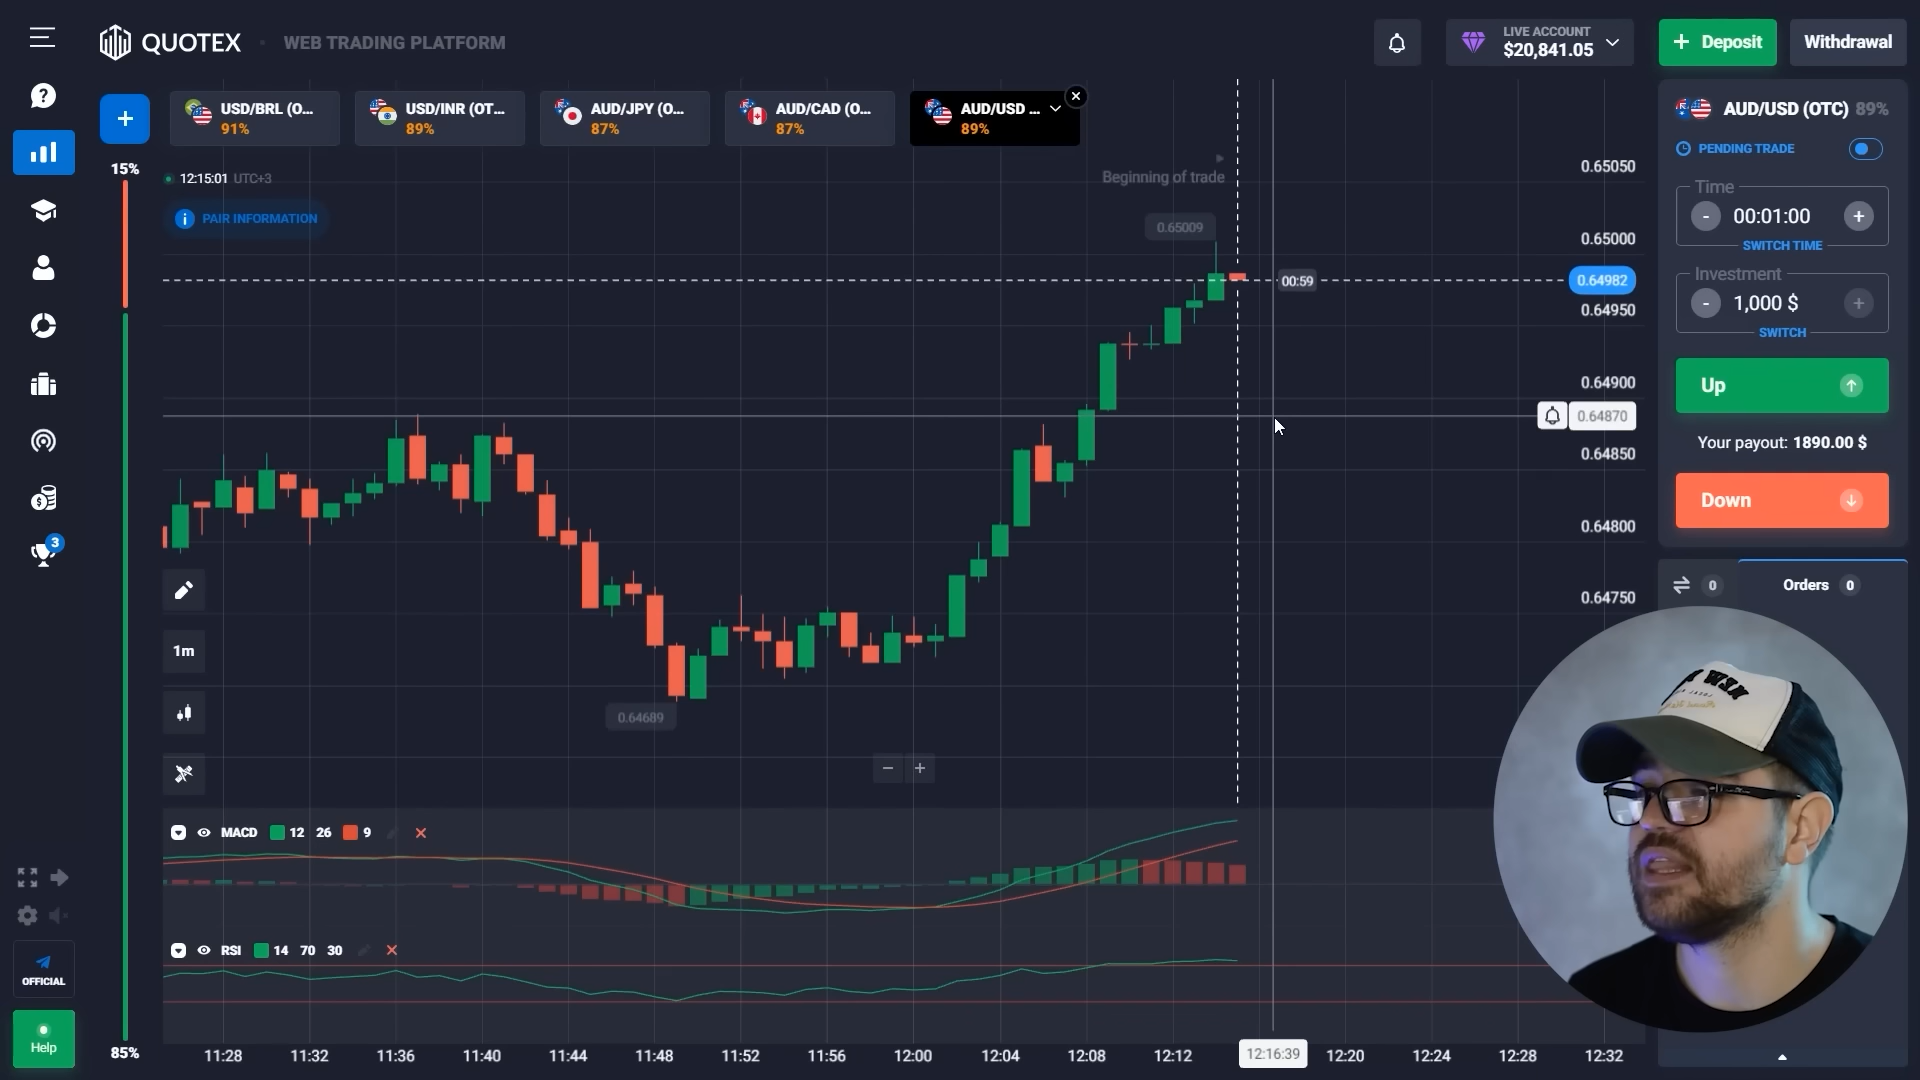 QUOTEX
WEB TRADING PLATFORM
LIVE ACCOUNT
$20,841.05
+ Deposit
Withdrawal
USD/BRL (O...
91%
USD/INR (OT...
89%
AUD/JPY (O...
87%
AUD/CAD (O...
87%
AUD/USD ...
89%
AUD/USD (OTC) 89%
PENDING TRADE
Time
- 00:01:00 +
SWITCH TIME
Investment
- 1,000 $ +
SWITCH
Up
Your payout: 1890.00 $
Down
0
Orders 0
15%
85%
12:15:01 UTC+3
PAIR INFORMATION
Beginning of trade
0.65009
00:59
0.64689
0.65050
0.65000
0.64982
0.64950
0.64900
0.64870
0.64850
0.64800
0.64750
1m
3
MACD 12 26 9
RSI 14 70 30
OFFICIAL
Help
11:28
11:32
11:36
11:40
11:44
11:48
11:52
11:56
12:00
12:04
12:08
12:12
12:16:39
12:20
12:24
12:28
12:32